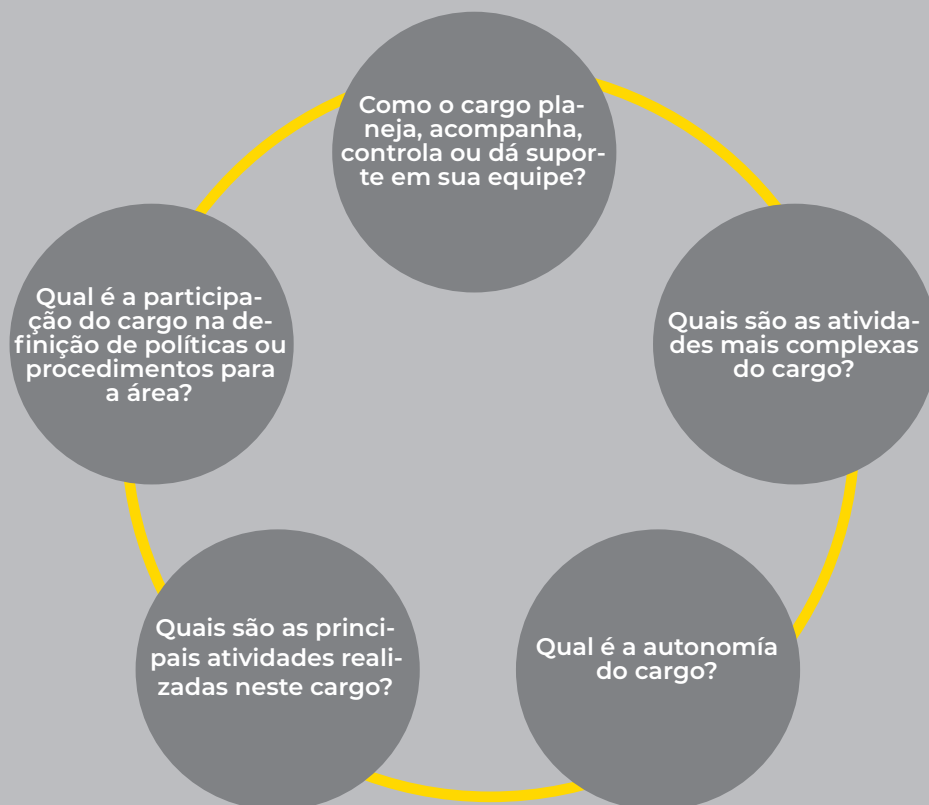 Como o cargo pla-
neja, acompanha,
controla ou dá supor-
te em sua equipe?
Qual é a participa-
ção do cargo na de-
finição de políticas ou
procedimentos para
a área?
Quais são as ativida-
des mais complexas
do cargo?
Quais são as princi-
pais atividades reali-
zadas neste cargo?
Qual é a autonomía
do cargo?